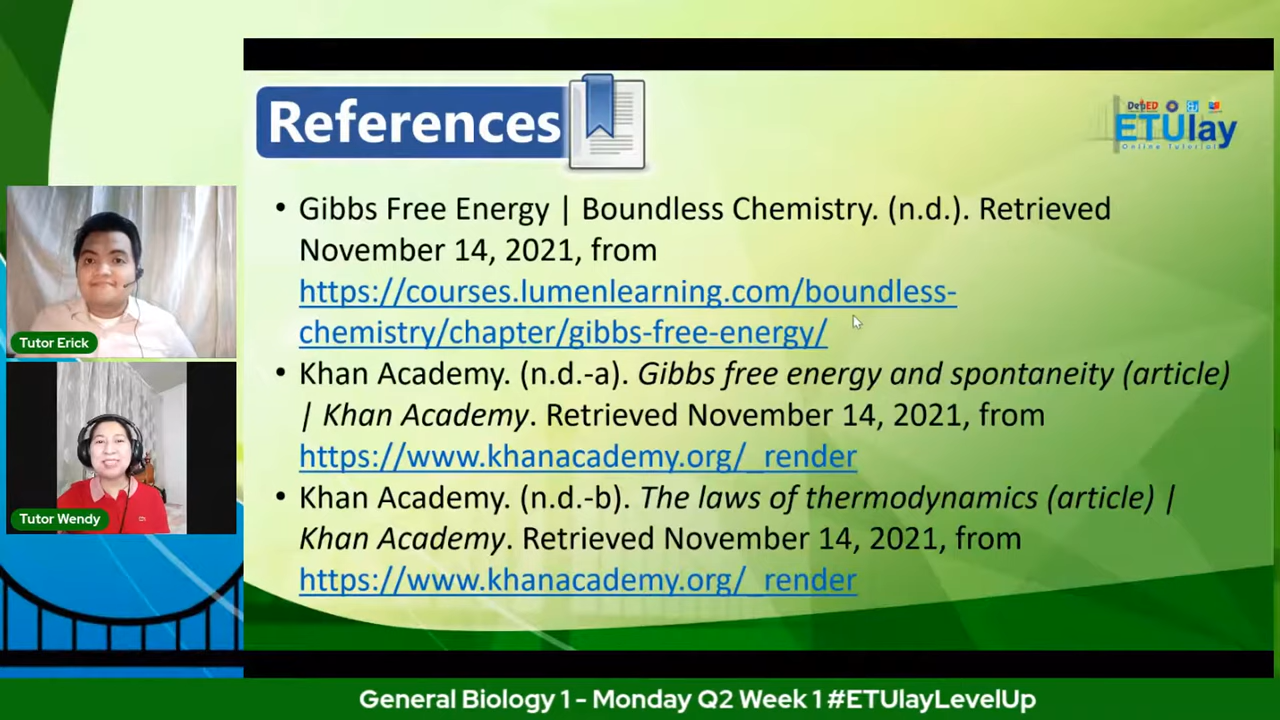 References
DepED
ETUlay
Online Tutorial
• Gibbs Free Energy | Boundless Chemistry. (n.d.). Retrieved
November 14, 2021, from
https://courses.lumenlearning.com/boundless-
chemistry/chapter/gibbs-free-energy/
• Khan Academy. (n.d.-a). Gibbs free energy and spontaneity (article)
| Khan Academy. Retrieved November 14, 2021, from
https://www.khanacademy.org/_render
• Khan Academy. (n.d.-b). The laws of thermodynamics (article) |
Khan Academy. Retrieved November 14, 2021, from
https://www.khanacademy.org/_render
Tutor Erick
Tutor Wendy
General Biology 1 - Monday Q2 Week 1 #ETUlayLevelUp